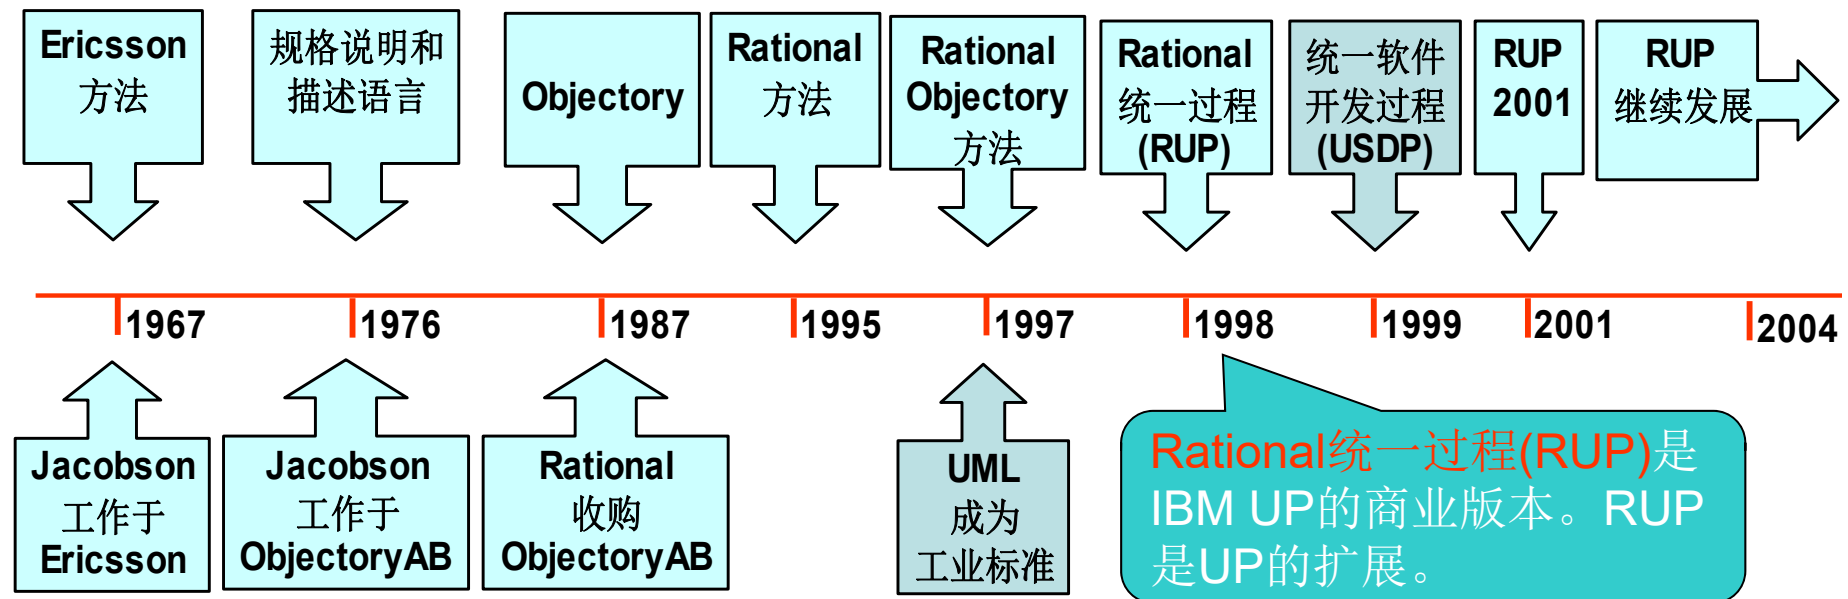 Ericsson
方法
规格说明和
描述语言
Objectory
Rational
方法
Rational
Objectory
方法
Rational
统一过程
(RUP)
统一软件
开发过程
(USDP)
RUP
2001
RUP
继续发展
1967
1976
1987
1995
1997
1998
1999
2001
2004
Jacobson
工作于
Ericsson
Jacobson
工作于
ObjectoryAB
Rational
收购
ObjectoryAB
UML
成为
工业标准
Rational统一过程(RUP)是
IBM UP的商业版本。RUP
是UP的扩展。